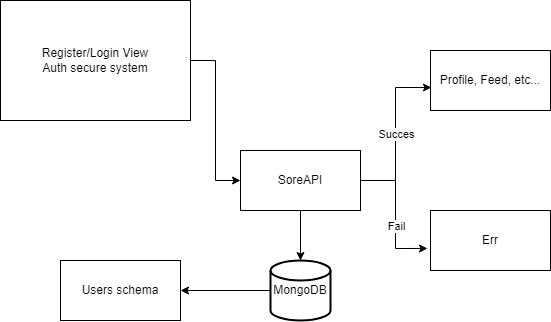 Register/Login View
Auth secure system
Profile, Feed, etc...
Succes
SoreAPI
Fail
Err
MongoDB
Users schema